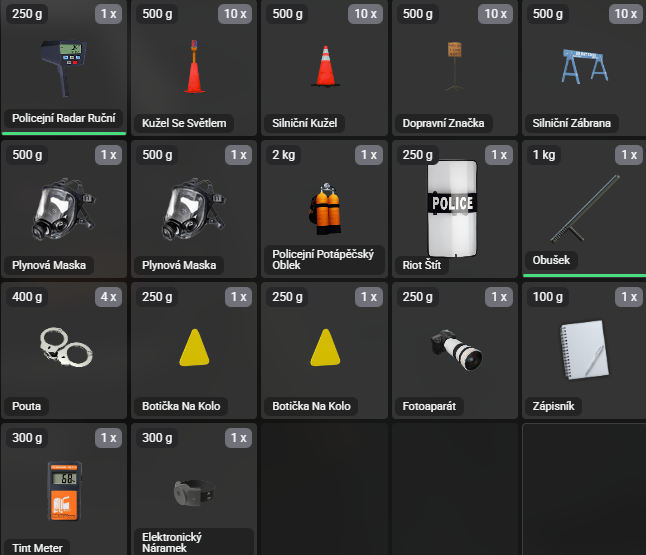 250 g 1 x
Policejní Radar Ruční
500 g 10 x
Kužel Se Světlem
500 g 10 x
Silniční Kužel
500 g 10 x
Dopravní Značka
500 g 10 x
Silniční Zábrana
500 g 1 x
Plynová Maska
500 g 1 x
Plynová Maska
2 kg 1 x
Policejní Potápěčský
Oblek
250 g 1 x
POLICE
Riot Štít
1 kg 1 x
Obušek
400 g 4 x
Pouta
250 g 1 x
Botička Na Kolo
250 g 1 x
Botička Na Kolo
250 g 1 x
Fotoaparát
100 g 1 x
Zápisník
300 g 1 x
68
Tint Meter
300 g 1 x
Elektronický
Náramek